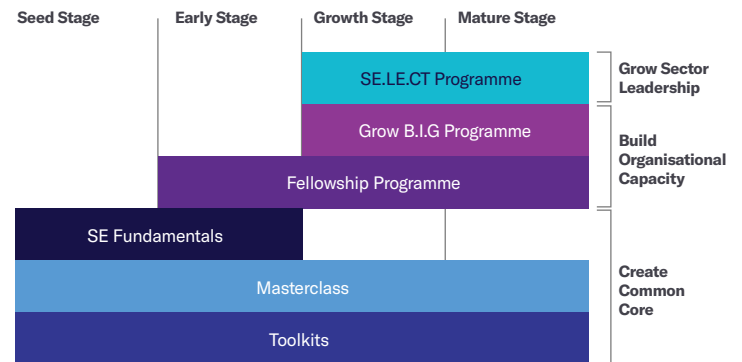 Seed Stage
Early Stage
Growth Stage
Mature Stage
SE.LE.CT Programme
Grow Sector
Leadership
Grow B.I.G Programme
Build
Organisational
Capacity
Fellowship Programme
SE Fundamentals
Masterclass
Create
Common
Core
Toolkits